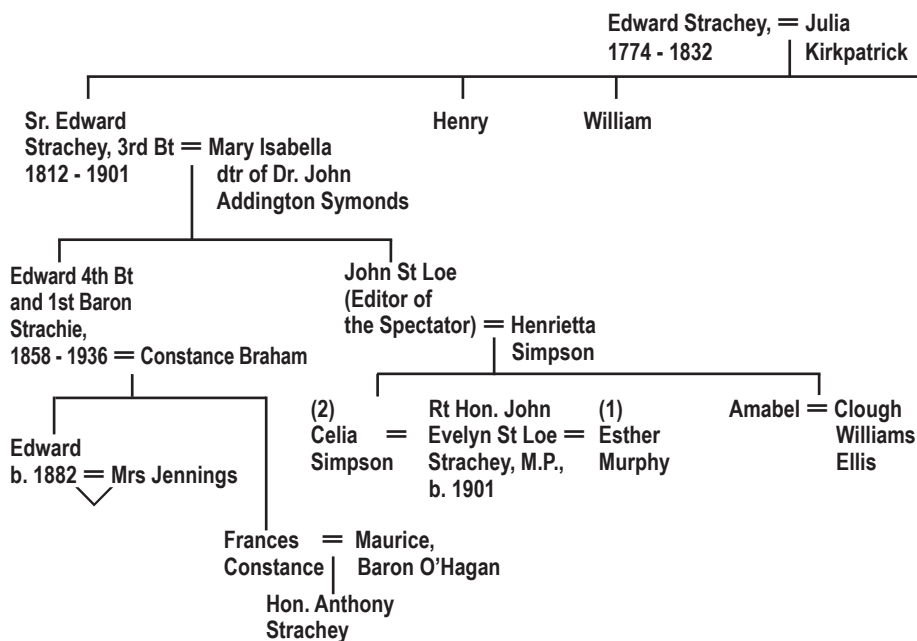 Edward Strachey, = Julia
1774 - 1832 Kirkpatrick
Sr. Edward
Strachey, 3rd Bt = Mary Isabella
1812 - 1901 dtr of Dr. John
Addington Symonds
Henry
William
Edward 4th Bt
and 1st Baron
Strachie,
1858 - 1936 = Constance Braham
John St Loe
(Editor of
the Spectator) = Henrietta
Simpson
(2)
Celia =
Simpson
Rt Hon. John
Evelyn St Loe =
Strachey, M.P.,
b. 1901
(1)
Esther
Murphy
Amabel = Clough
Williams
Ellis
Edward
b. 1882 = Mrs Jennings
Frances = Maurice,
Constance Baron O'Hagan
Hon. Anthony
Strachey